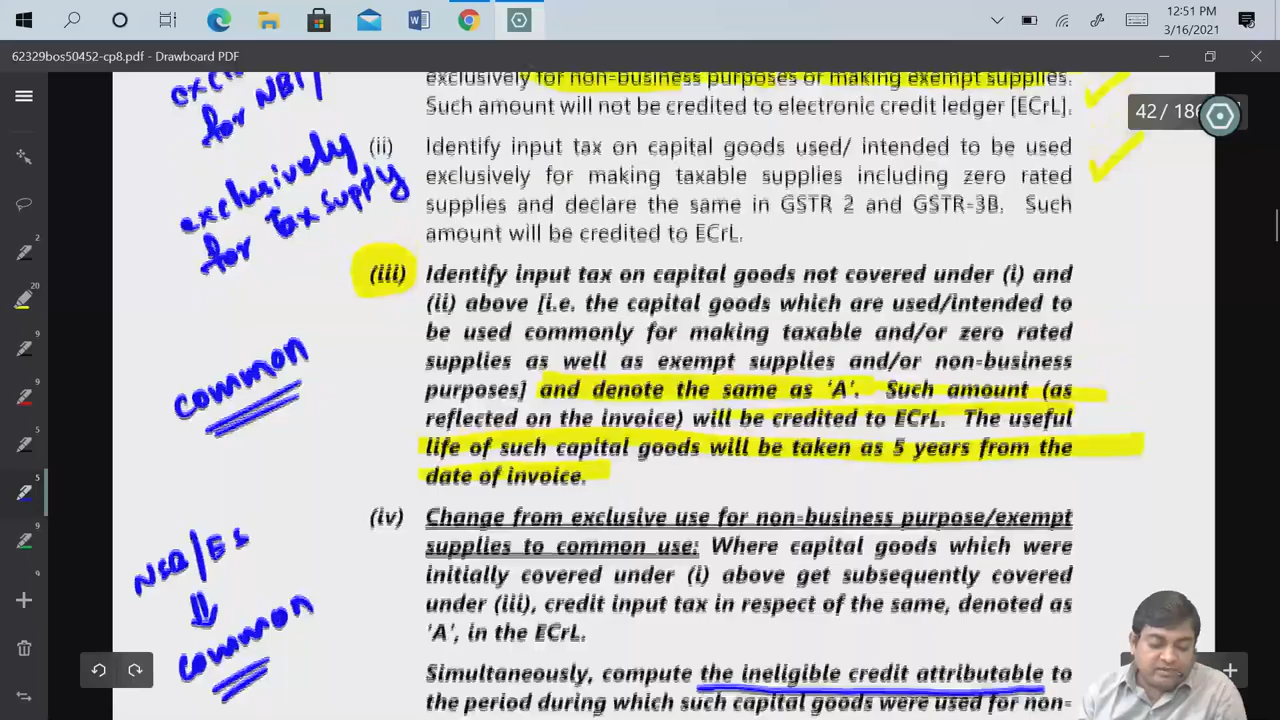 12:51 PM
3/16/2021
62329bos50452-cp8.pdf - Drawboard PDF
exclusively for non-business purposes or making exempt supplies.
Such amount will not be credited to electronic credit ledger [ECrL].
42 / 186
for NBP/
(ii) Identify input tax on capital goods used/ intended to be used
exclusively for making taxable supplies including zero rated
supplies and declare the same in GSTR 2 and GSTR-3B. Such
amount will be credited to ECrL.
exclusively
for tax supply
(iii) Identify input tax on capital goods not covered under (i) and
(ii) above [i.e. the capital goods which are used/intended to
be used commonly for making taxable and/or zero rated
supplies as well as exempt supplies and/or non-business
purposes] and denote the same as ‘A’. Such amount (as
reflected on the invoice) will be credited to ECrL. The useful
life of such capital goods will be taken as 5 years from the
date of invoice.
common
(iv) Change from exclusive use for non-business purpose/exempt
supplies to common use: Where capital goods which were
initially covered under (i) above get subsequently covered
under (iii), credit input tax in respect of the same, denoted as
‘A’, in the ECrL.
common
Simultaneously, compute the ineligible credit attributable to
the period during which such capital goods were used for non-
2
20
9
9
5
5
9
9